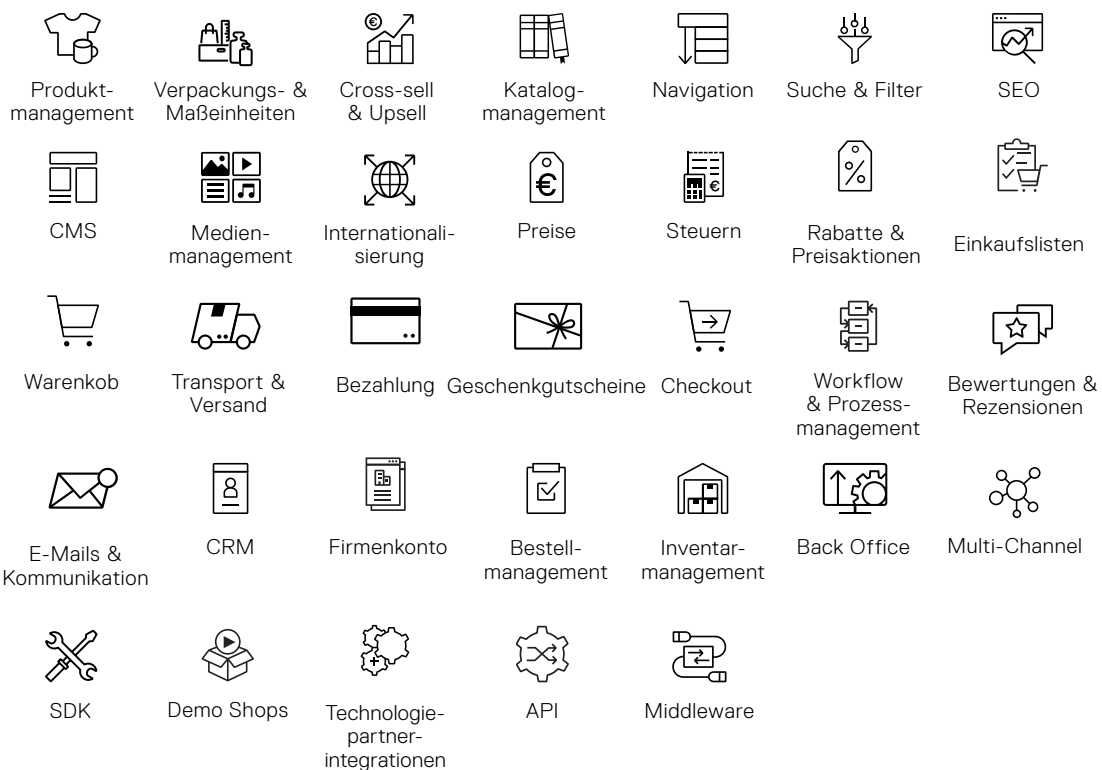 Produkt-
management
Verpackungs- &
Maßeinheiten
Cross-sell
& Upsell
Katalog-
management
Navigation
Suche & Filter
SEO
CMS
Medien-
management
Internationali-
sierung
Preise
Steuern
Rabatte &
Preisaktionen
Einkaufslisten
Warenkob
Transport &
Versand
Bezahlung
Geschenkgutscheine
Checkout
Workflow
& Prozess-
management
Bewertungen &
Rezensionen
E-Mails &
Kommunikation
CRM
Firmenkonto
Bestell-
management
Inventar-
management
Back Office
Multi-Channel
SDK
Demo Shops
Technologie-
partner-
integrationen
API
Middleware